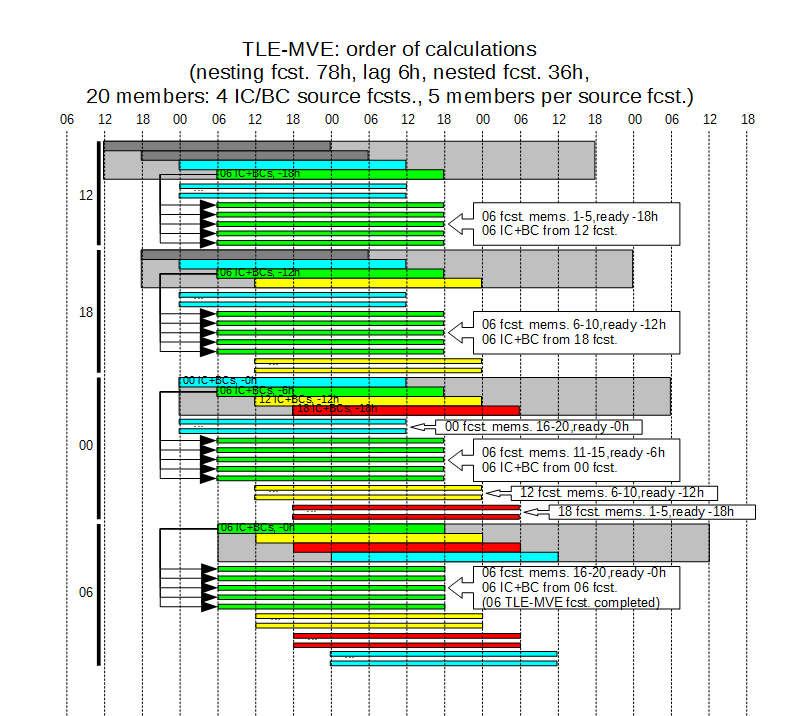 TLE-MVE: order of calculations
(nesting fcst. 78h, lag 6h, nested fcst. 36h,
20 members: 4 IC/BC source fcsts., 5 members per source fcst.)
06 12 18 00 06 12 18 00 06 12 18 00 06 12 18 00 06 12 18
06 IC+BCs, -18h
12
...
06 fcst. mems. 1-5,ready -18h
06 IC+BC from 12 fcst.
06 IC+BCs, -12h
18
...
06 fcst. mems. 6-10,ready -12h
06 IC+BC from 18 fcst.
...
00 IC+BCs, -0h
06 IC+BCs, -6h
12 IC+BCs, -12h
18 IC+BCs, -18h
...
00 fcst. mems. 16-20,ready -0h
00
06 fcst. mems. 11-15,ready -6h
06 IC+BC from 00 fcst.
...
12 fcst. mems. 6-10,ready -12h
...
18 fcst. mems. 1-5,ready -18h
06 IC+BCs, -0h
06
06 fcst. mems. 16-20,ready -0h
06 IC+BC from 06 fcst.
(06 TLE-MVE fcst. completed)
...
...
...